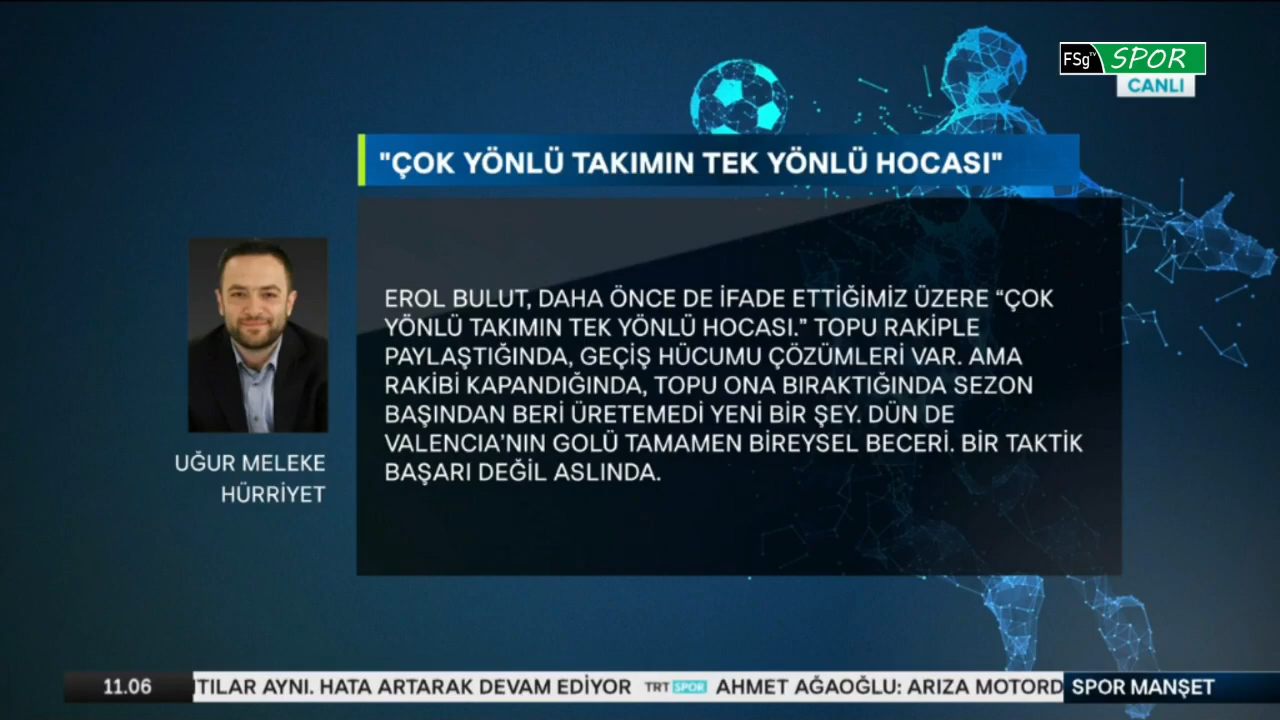 FSgTV SPOR
CANLI
"ÇOK YÖNLÜ TAKIMIN TEK YÖNLÜ HOCASI"
EROL BULUT, DAHA ÖNCE DE İFADE ETTİĞİMİZ ÜZERE “ÇOK
YÖNLÜ TAKIMIN TEK YÖNLÜ HOCASI.” TOPU RAKİPLE
PAYLAŞTIĞINDA, GEÇİŞ HÜCUMU ÇÖZÜMLERİ VAR. AMA
RAKİBİ KAPANDIĞINDA, TOPU ONA BIRAKTIĞINDA SEZON
BAŞINDAN BERİ ÜRETEMEDİ YENİ BİR ŞEY. DÜN DE
VALENCIA’NIN GOLÜ TAMAMEN BİREYSEL BECERİ. BİR TAKTİK
BAŞARI DEĞİL ASLINDA.
UĞUR MELEKE
HÜRRİYET
11.06 TILAR AYNI. HATA ARTARAK DEVAM EDİYOR TRT SPOR AHMET AĞAOĞLU: ARIZA MOTORD SPOR MANŞET